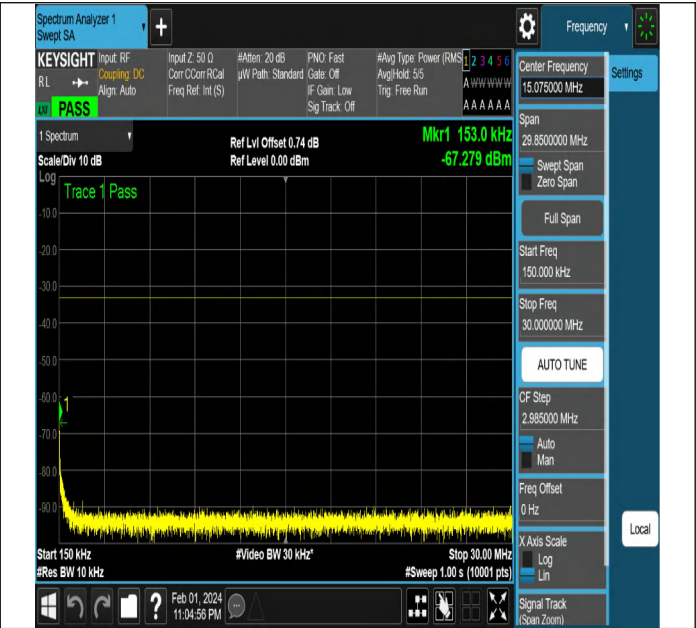 Spectrum Analyzer 1
Swept SA
+
Frequency
KEYSIGHT
RL
PASS
Input: RF
Coupling: DC
Align: Auto
Input Z: 50 Ω
Corr CCorr RCal
Freq Ref: Int (S)
#Atten: 20 dB
µW Path: Standard
PNO: Fast
Gate: Off
IF Gain: Low
Sig Track: Off
#Avg Type: Power (RMS
Avg|Hold: 5/5
Trig: Free Run
1 2 3 4 5 6
A W W W W W
A A A A A A
Center Frequency
15.075000 MHz
Settings
Span
29.8500000 MHz
Swept Span
Zero Span
Full Span
Start Freq
150.000 kHz
Stop Freq
30.000000 MHz
AUTO TUNE
CF Step
2.985000 MHz
Auto
Man
Freq Offset
0 Hz
X Axis Scale
Log
Lin
Signal Track
(Span Zoom)
Local
1 Spectrum
Scale/Div 10 dB
Ref Lvl Offset 0.74 dB
Ref Level 0.00 dBm
Mkr1 153.0 kHz
-67.279 dBm
Log
Trace 1 Pass
-10.0
-20.0
-30.0
-40.0
-50.0
-60.0
1
-70.0
-80.0
-90.0
Start 150 kHz
#Video BW 30 kHz*
Stop 30.00 MHz
#Res BW 10 kHz
#Sweep 1.00 s (10001 pts)
?
Feb 01, 2024
11:04:56 PM